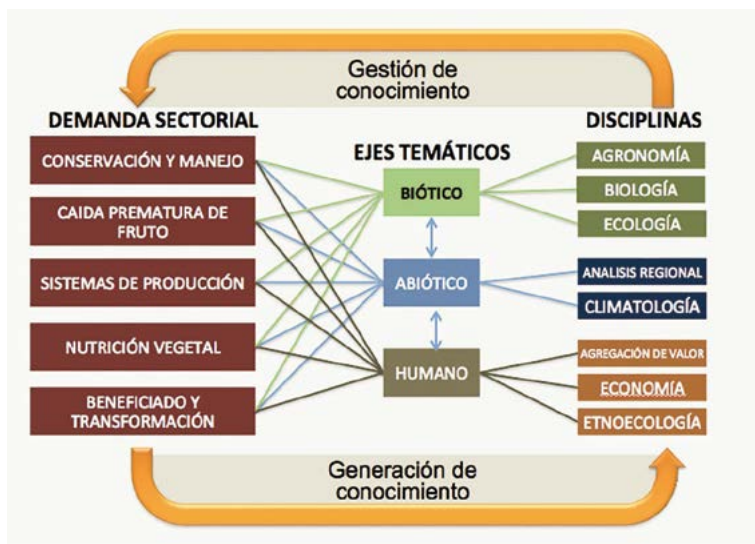 Gestión de
conocimiento
DEMANDA SECTORIAL
CONSERVACIÓN Y MANEJO
CAIDA PREMATURA DE
FRUTO
SISTEMAS DE PRODUCCIÓN
NUTRICIÓN VEGETAL
BENEFICIADO Y
TRANSFORMACIÓN
EJES TEMÁTICOS
BIÓTICO
ABIÓTICO
HUMANO
DISCIPLINAS
AGRONOMÍA
BIOLOGÍA
ECOLOGÍA
ANALISIS REGIONAL
CLIMATOLOGÍA
AGREGACIÓN DE VALOR
ECONOMÍA
ETNOECOLOGÍA
Generación de
conocimiento